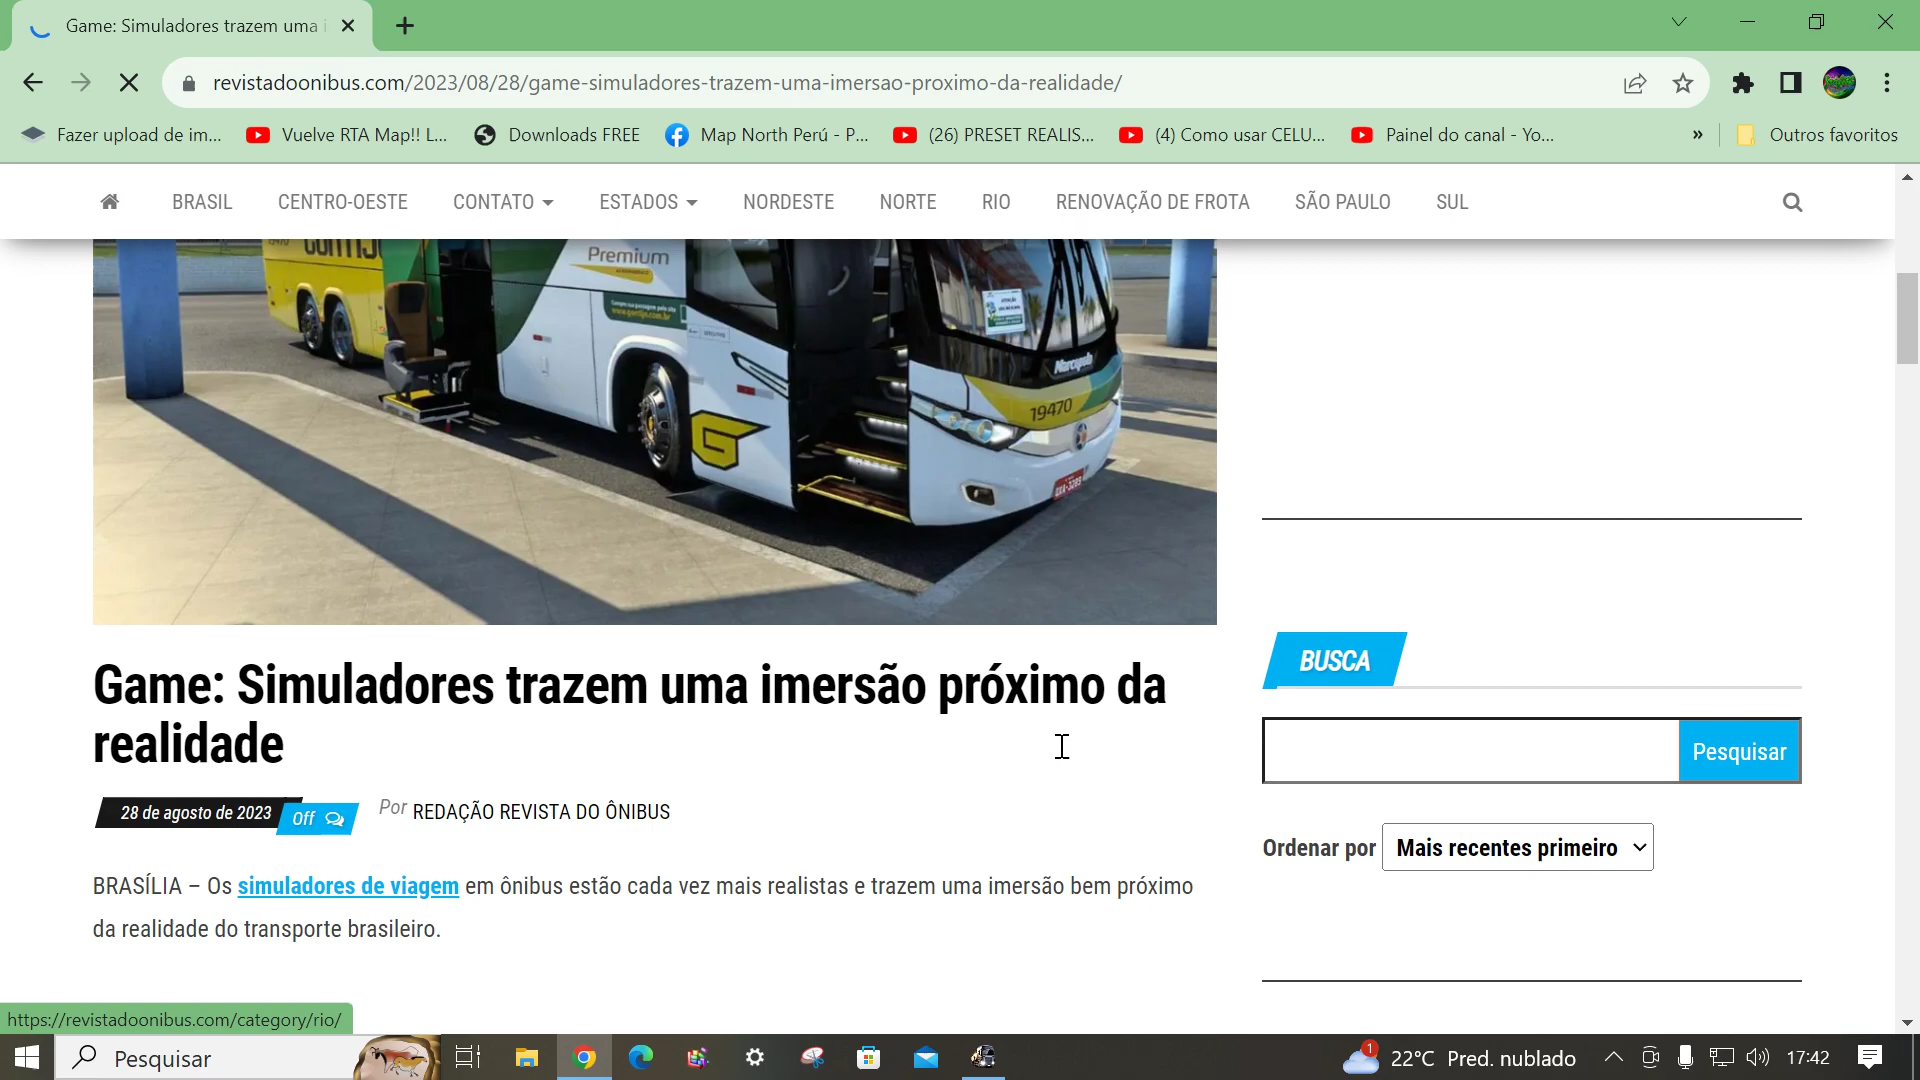 Game: Simuladores trazem uma i
revistadoonibus.com/2023/08/28/game-simuladores-trazem-uma-imersao-proximo-da-realidade/
Fazer upload de im...
Vuelve RTA Map!! L...
Downloads FREE
Map North Perú - P...
(26) PRESET REALIS...
(4) Como usar CELU...
Painel do canal - Yo...
»
Outros favoritos
BRASIL
CENTRO-OESTE
CONTATO
ESTADOS
NORDESTE
NORTE
RIO
RENOVAÇÃO DE FROTA
SÃO PAULO
SUL
Premium
www.gontijo.com.br
Marcopolo
19470
G
BUSCA
Pesquisar
Game: Simuladores trazem uma imersão próximo da
realidade
28 de agosto de 2023
Off
Por REDAÇÃO REVISTA DO ÔNIBUS
Ordenar por
Mais recentes primeiro
BRASÍLIA – Os simuladores de viagem em ônibus estão cada vez mais realistas e trazem uma imersão bem próximo
da realidade do transporte brasileiro.
https://revistadoonibus.com/category/rio/
Pesquisar
1
22°C Pred. nublado
17:42